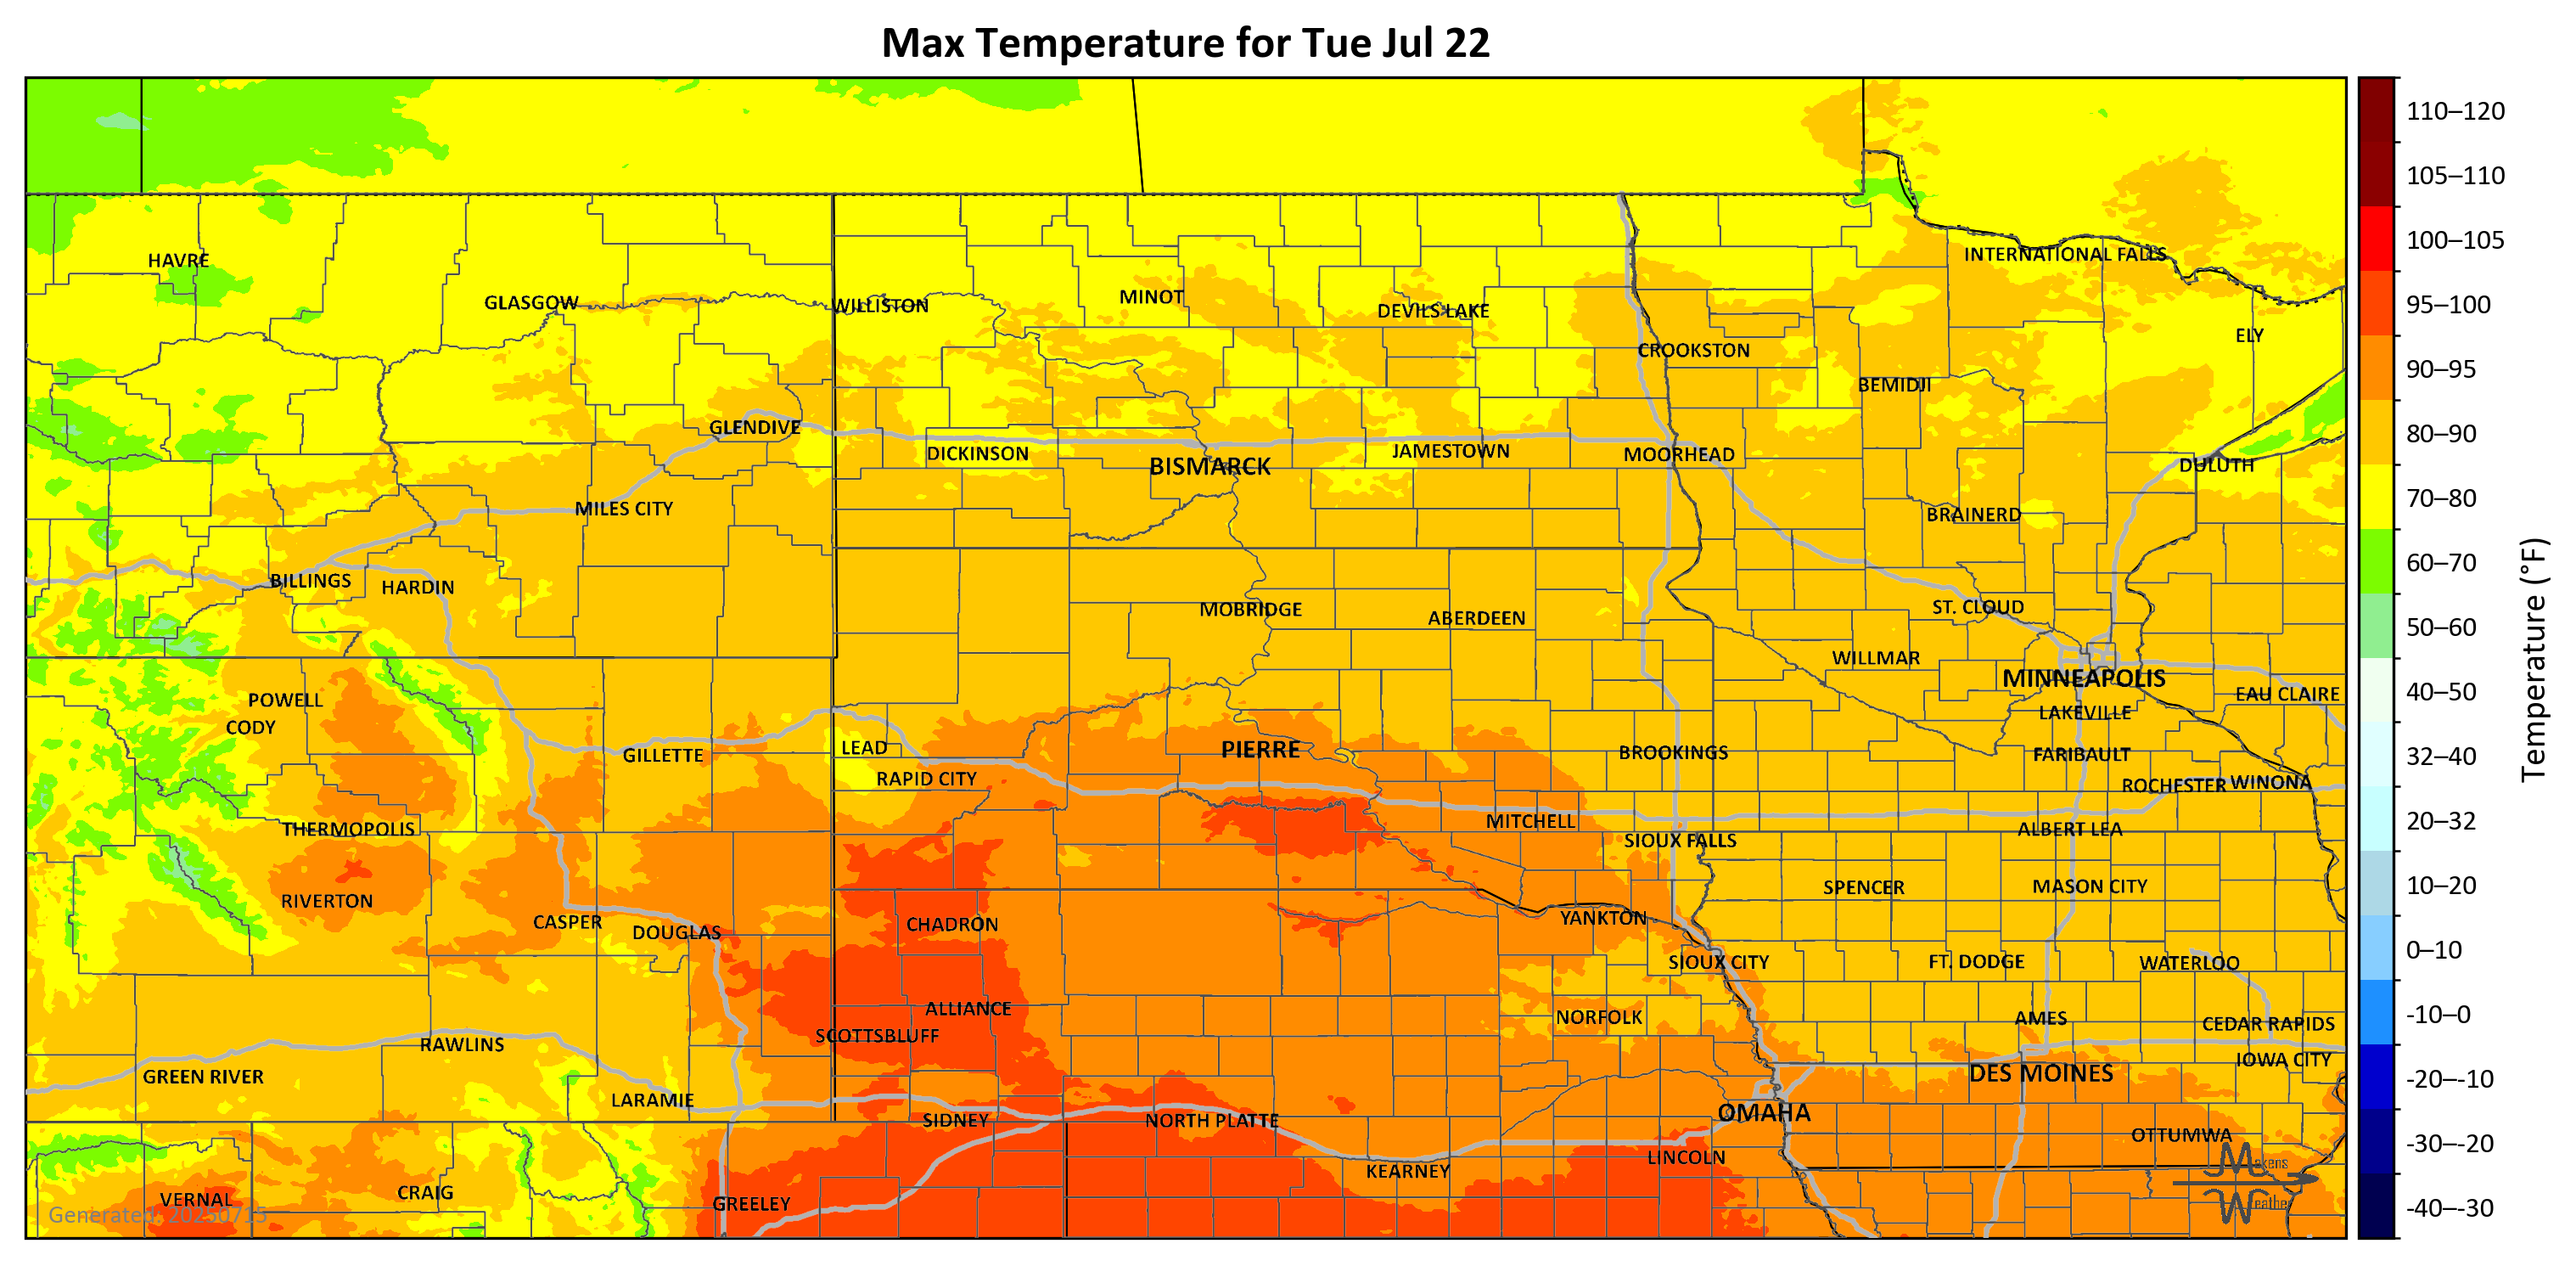 Max Temperature for Tue Jul 22
110–120
105–110
100–105
95–100
90–95
80–90
70–80
60–70
50–60
40–50
32–40
20–32
10–20
0–10
-10–0
-20–-10
-30–-20
-40–-30
Temperature (°F)
HAVRE
GLASGOW
WILLISTON
MINOT
DEVILS LAKE
INTERNATIONAL FALLS
ELY
CROOKSTON
BEMIDJI
GLENDIVE
DICKINSON
BISMARCK
JAMESTOWN
MOORHEAD
DULUTH
MILES CITY
BRAINERD
BILLINGS
HARDIN
MOBRIDGE
ABERDEEN
ST. CLOUD
WILLMAR
MINNEAPOLIS
EAU CLAIRE
POWELL
CODY
LAKEVILLE
GILLETTE
LEAD
PIERRE
BROOKINGS
FARIBAULT
RAPID CITY
ROCHESTER
WINONA
THERMOPOLIS
MITCHELL
ALBERT LEA
SIOUX FALLS
RIVERTON
SPENCER
MASON CITY
CASPER
DOUGLAS
CHADRON
YANKTON
SIOUX CITY
FT. DODGE
WATERLOO
ALLIANCE
SCOTTSBLUFF
NORFOLK
AMES
CEDAR RAPIDS
RAWLINS
IOWA CITY
GREEN RIVER
DES MOINES
LARAMIE
SIDNEY
NORTH PLATTE
OMAHA
OTTUMWA
KEARNEY
LINCOLN
VERNAL
CRAIG
GREELEY
Generated: 20250715
Makens
Weather